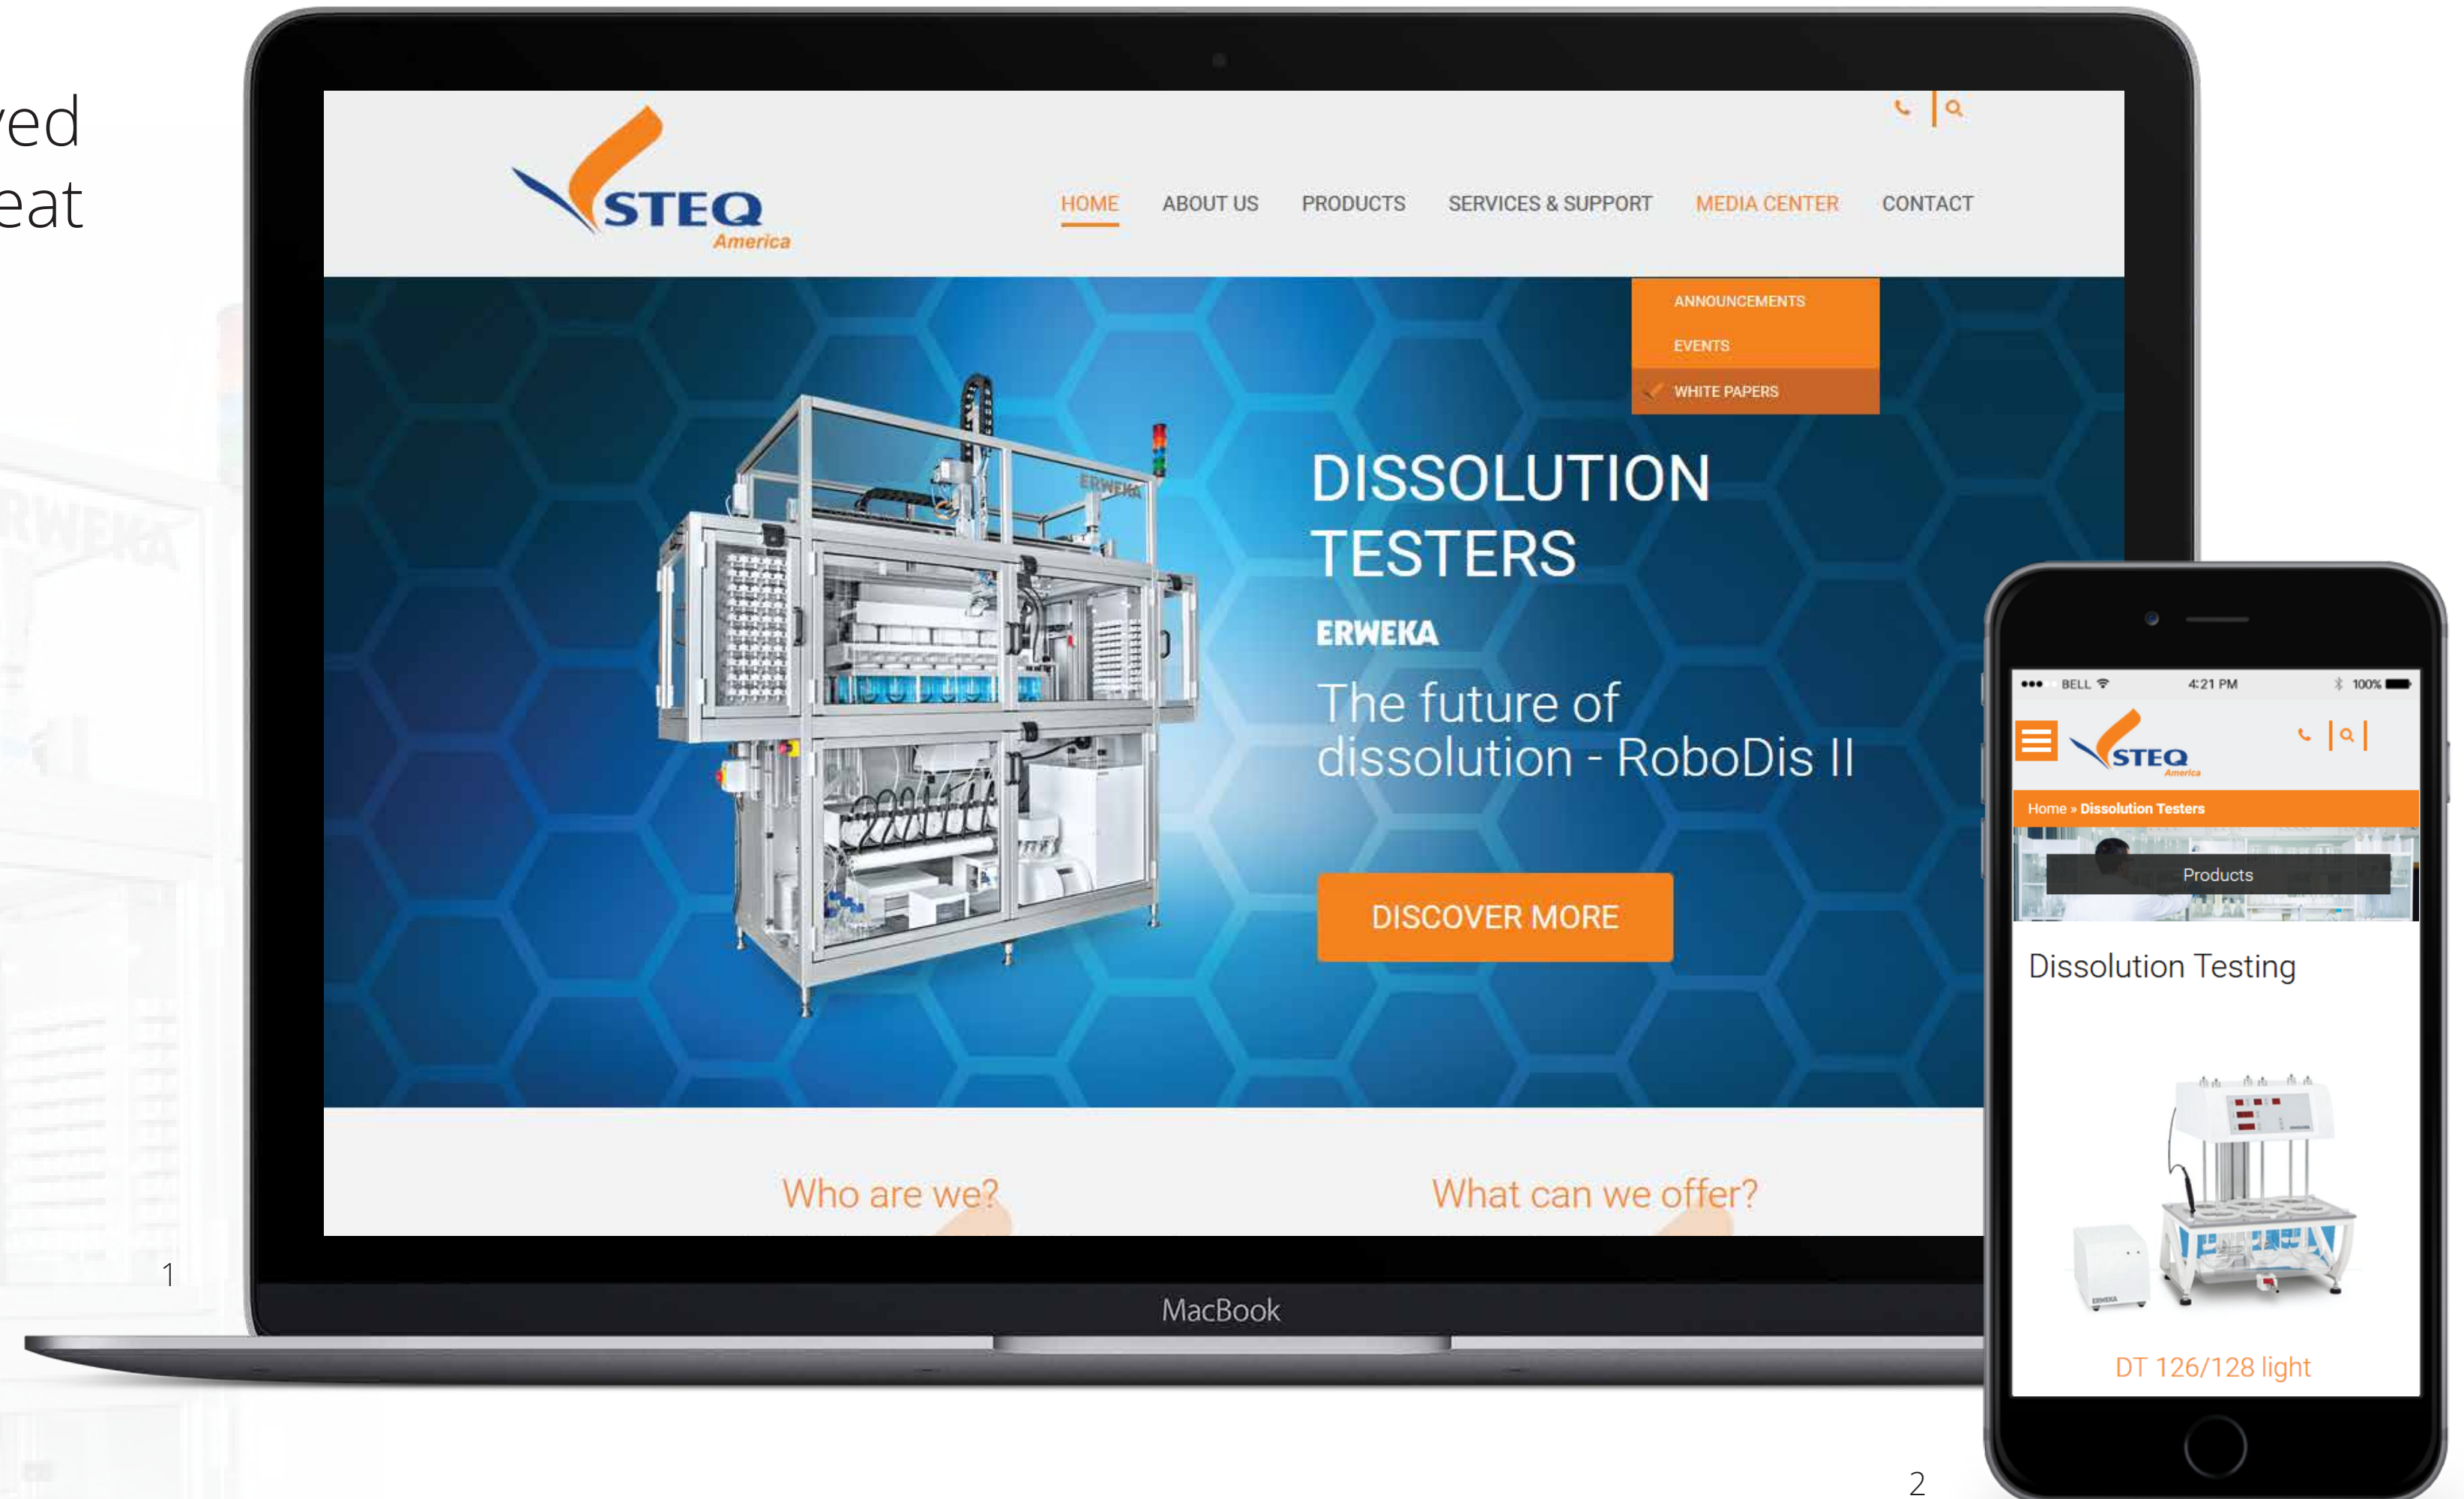 STEQ
America
HOME ABOUT US PRODUCTS SERVICES & SUPPORT MEDIA CENTER CONTACT
ANNOUNCEMENTS
EVENTS
WHITE PAPERS
ERWEKA
DISSOLUTION
TESTERS
ERWEKA
The future of
dissolution - RoboDis II
DISCOVER MORE
Who are we?
What can we offer?
MacBook
1
BELL 4:21 PM 100%
STEQ
America
Home » Dissolution Testers
Products
Dissolution Testing
ERWEKA
DT 126/128 light
2